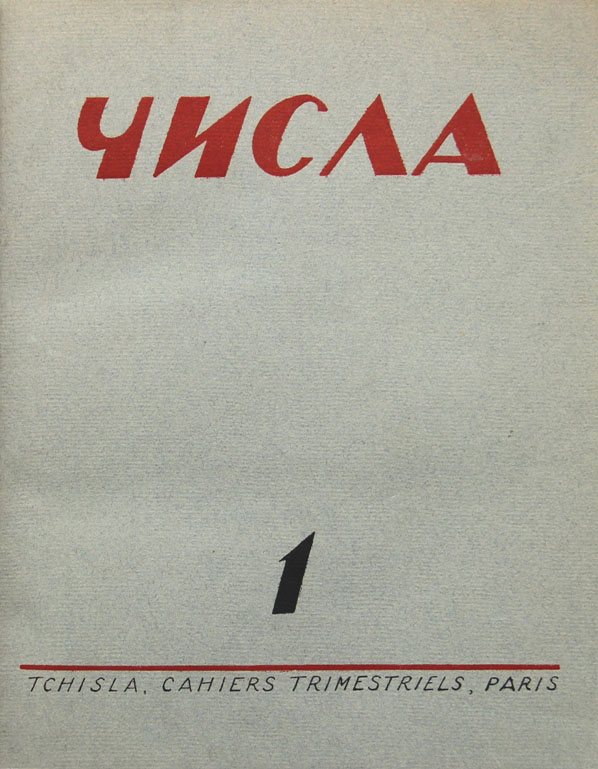 ЧИСЛА
1
TCHISLA, CAHIERS TRIMESTRIELS, PARIS